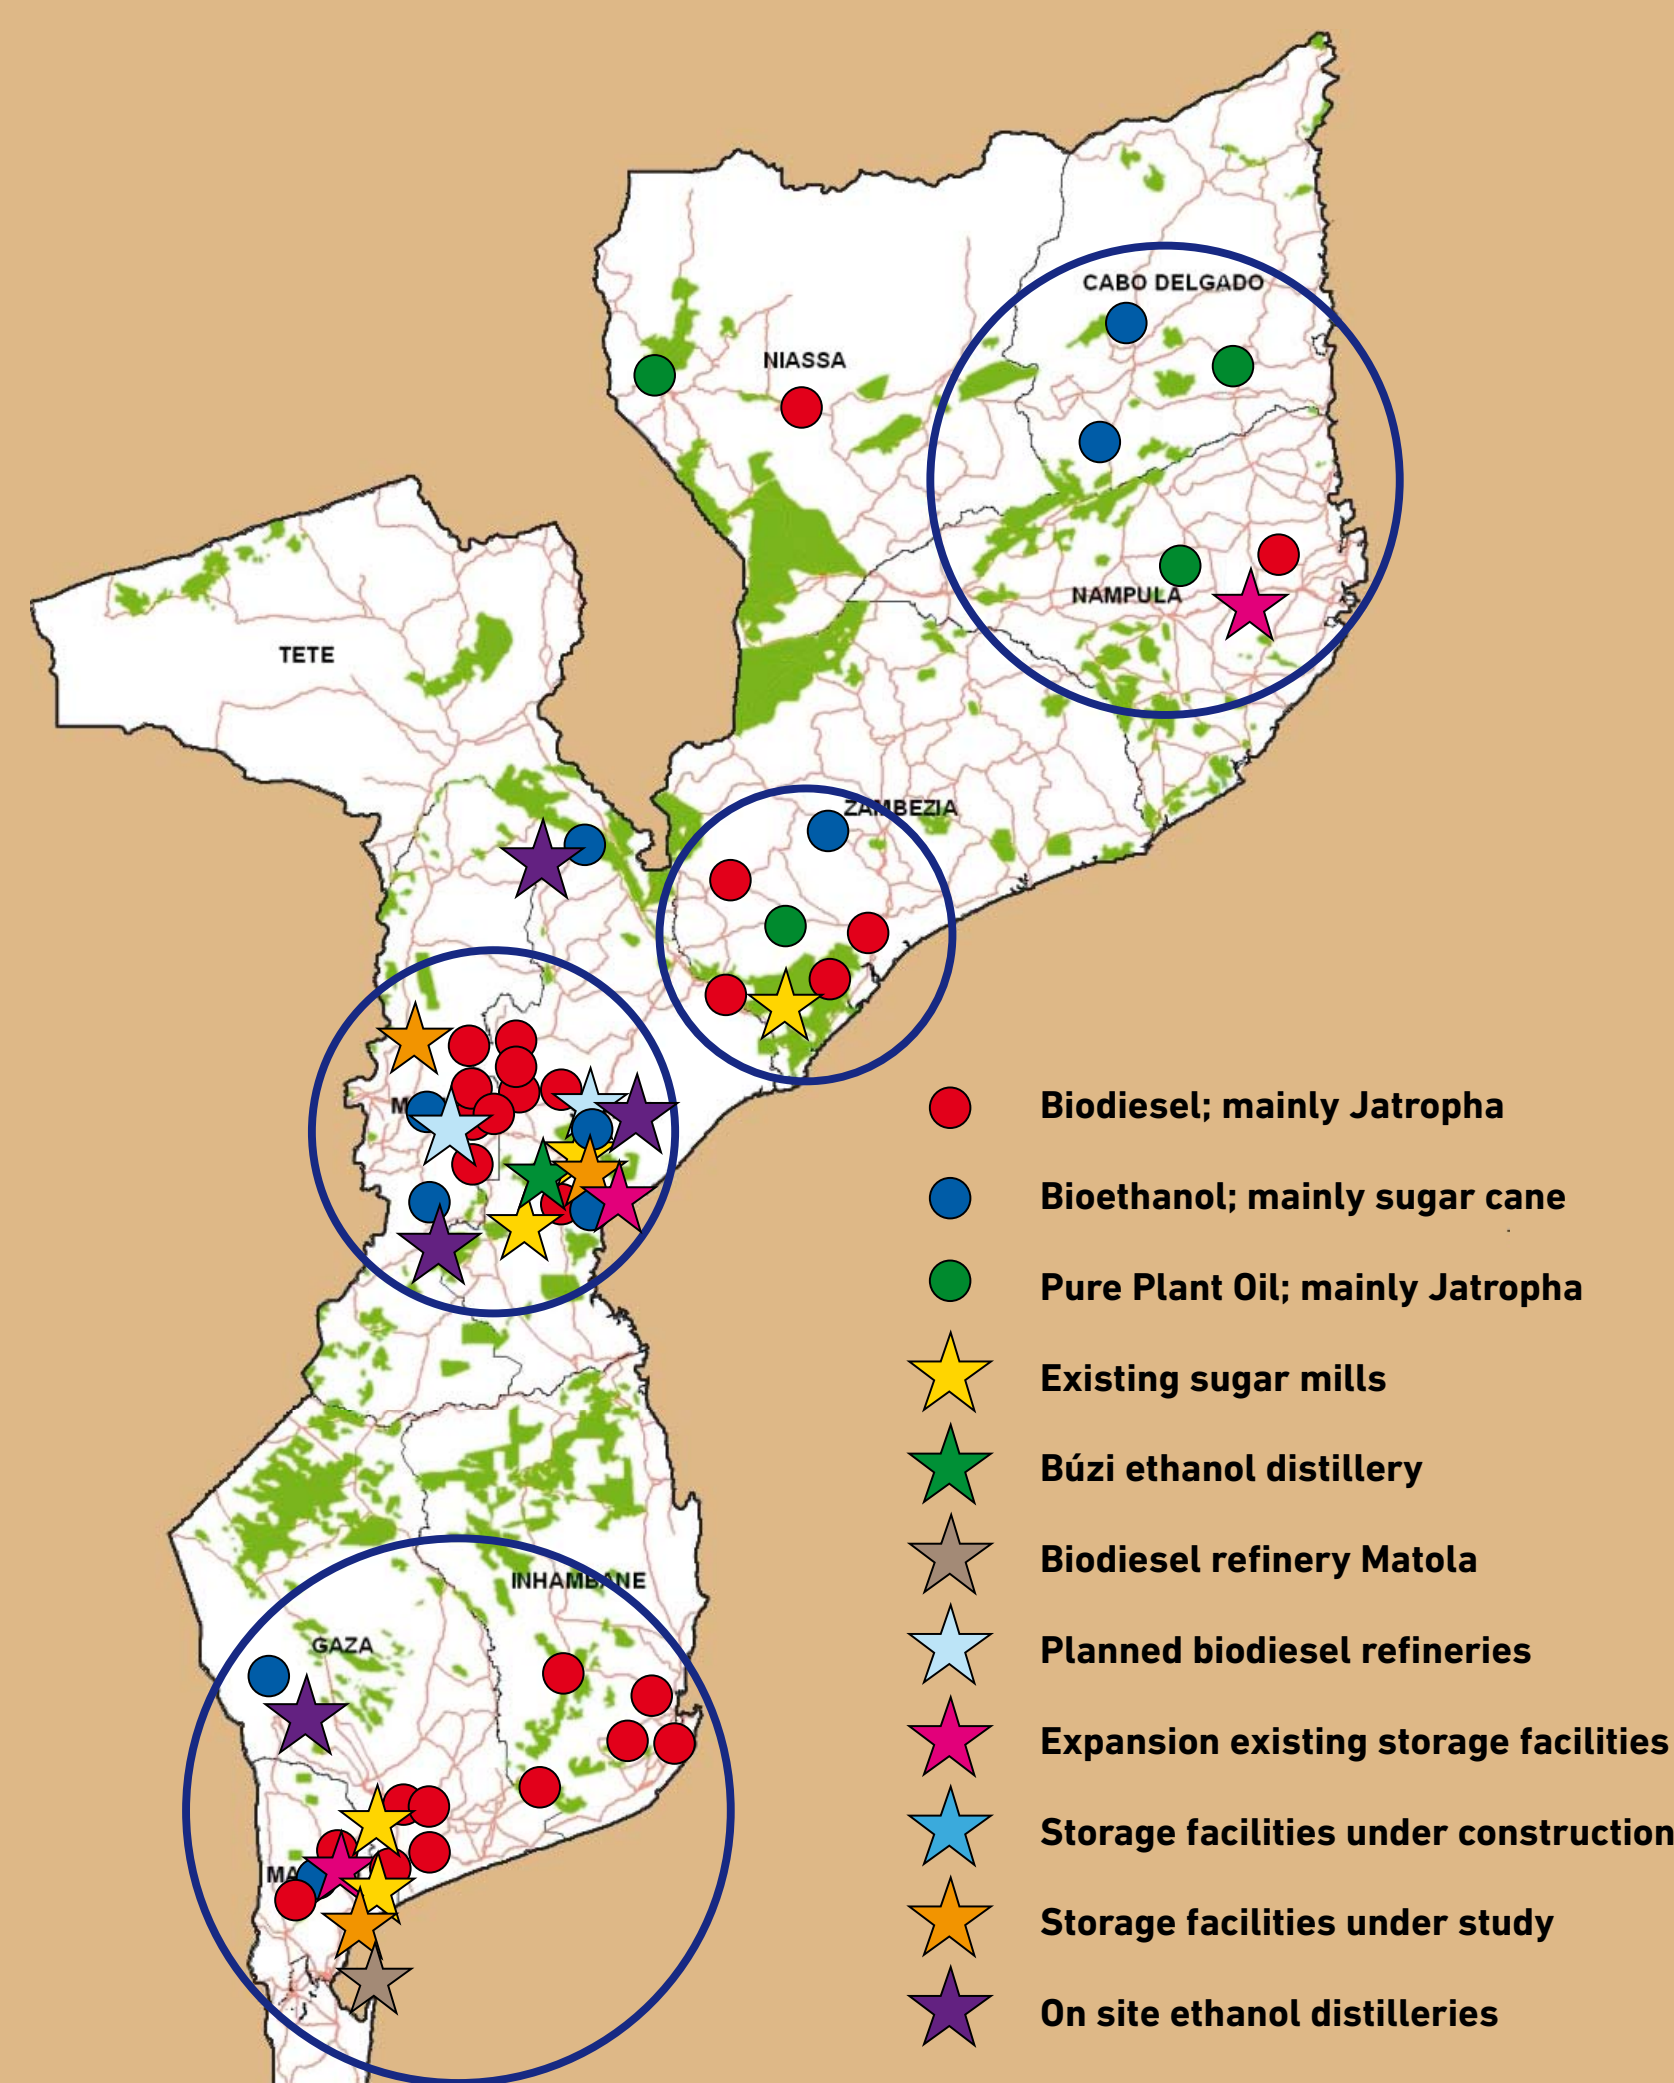 CABO DELGADO
NIASSA
NAMPULA
TETE
ZAMBEZIA
Biodiesel; mainly Jatropha
Bioethanol; mainly sugar cane
Pure Plant Oil; mainly Jatropha
Existing sugar mills
Búzi ethanol distillery
Biodiesel refinery Matola
INHAMBANE
GAZA
Planned biodiesel refineries
Expansion existing storage facilities
Storage facilities under construction
MA
Storage facilities under study
On site ethanol distilleries